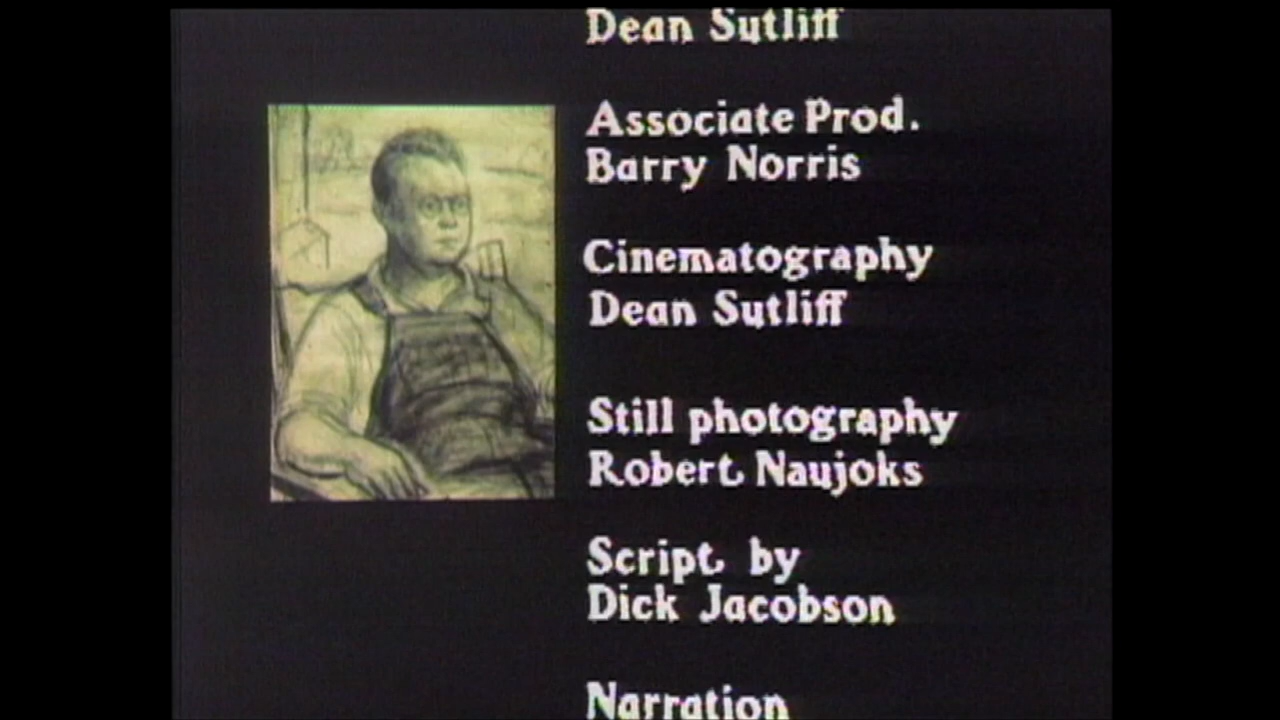 Dean Sutliff
Associate Prod.
Barry Norris
Cinematography
Dean Sutliff
Still photography
Robert Naujoks
Script by
Dick Jacobson
Narration